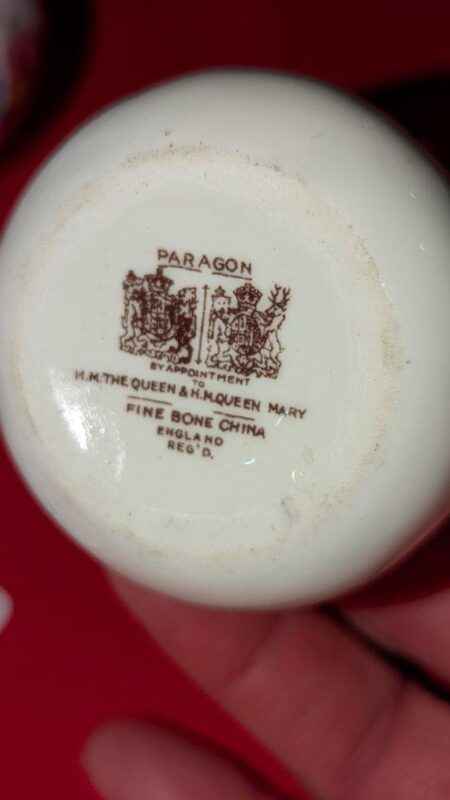 PARAGON
BY APPOINTMENT
TO
H.M. THE QUEEN & H.M. QUEEN MARY
FINE BONE CHINA
ENGLAND
REG'D.